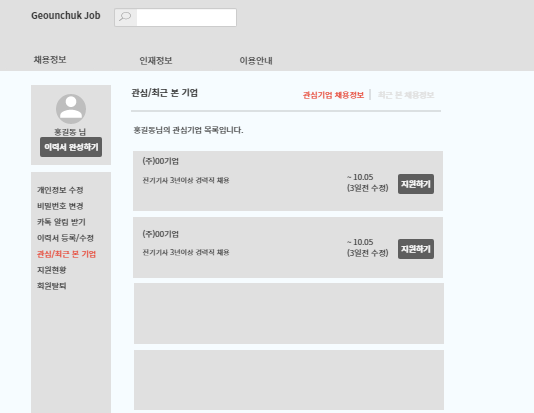 Geounchuk Job
채용정보 인재정보 이용안내
홍길동 님
이력서 완성하기
개인정보 수정
비밀번호 변경
카톡 알림 받기
이력서 등록/수정
관심/최근 본 기업
지원현황
회원탈퇴
관심/최근 본 기업
관심기업 채용정보 | 최근 본 채용정보
홍길동님의 관심기업 목록입니다.
(주)00기업
전기기사 3년이상 경력직 채용
~ 10.05
(3일전 수정)
지원하기
(주)00기업
전기기사 3년이상 경력직 채용
~ 10.05
(3일전 수정)
지원하기